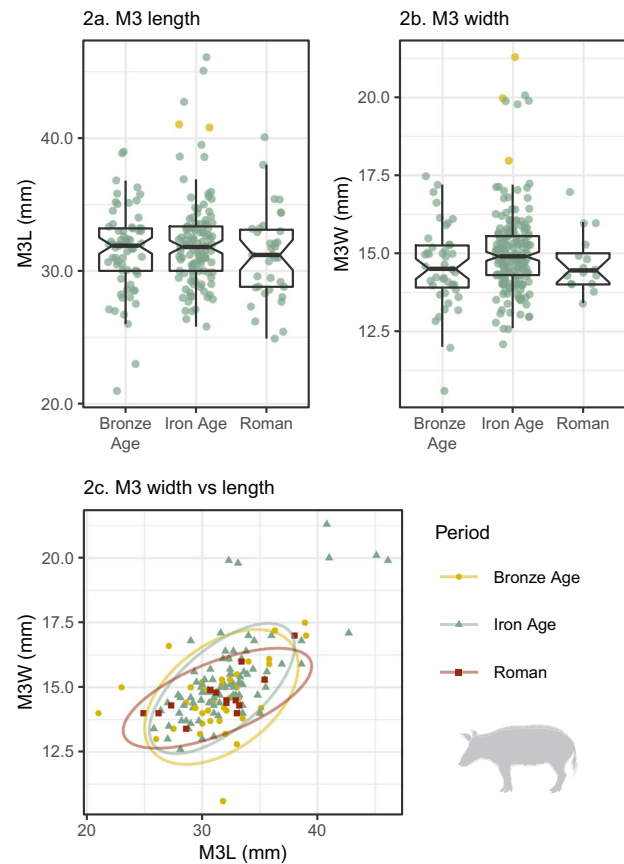 2a. M3 length
M3L (mm)
40.0
30.0
20.0
Bronze
Age
Iron Age
Roman
2b. M3 width
M3W (mm)
20.0
17.5
15.0
12.5
Bronze
Age
Iron Age
Roman
2c. M3 width vs length
M3W (mm)
20.0
17.5
15.0
12.5
20
30
40
M3L (mm)
Period
Bronze Age
Iron Age
Roman